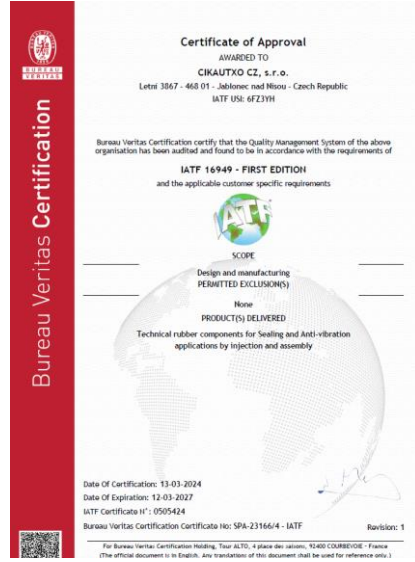 BUREAU
VERITAS
Bureau Veritas Certification
Certificate of Approval
AWARDED TO
CIKAUTXO CZ, s.r.o.
Letní 3867 - 468 01 - Jablonec nad Nisou - Czech Republic
IATF USI: 6FZ3YH
Bureau Veritas Certification certify that the Quality Management System of the above
organisation has been audited and found to be in accordance with the requirements of
IATF 16949 - FIRST EDITION
and the applicable customer specific requirements
IATF
SCOPE
Design and manufacturing
PERMITTED EXCLUSION(S)
None
PRODUCT(S) DELIVERED
Technical rubber components for Sealing and Anti-vibration
applications by injection and assembly
Date Of Certification: 13-03-2024
Date Of Expiration: 12-03-2027
IATF Certificate N°: 0505424
Bureau Veritas Certification Certificate No: SPA-23166/4 - IATF
Revision: 1
For Bureau Veritas Certification Holding, Tour ALTO, 4 place des saisons, 92400 COURBEVOIE - France
(The official document is in English. Any translations of this document shall be used for reference only.)